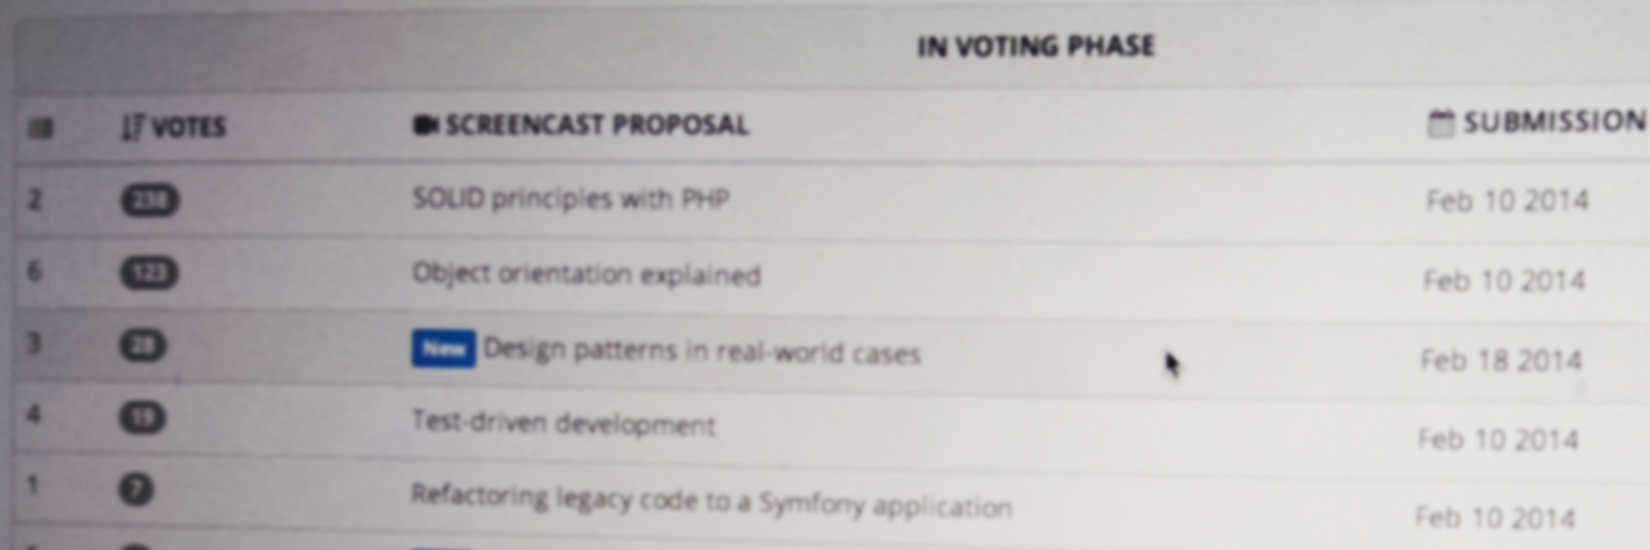 IN VOTING PHASE
VOTES SCREENCAST PROPOSAL SUBMISSION
2 238 SOLID principles with PHP Feb 10 2014
6 123 Object orientation explained Feb 10 2014
3 28 New Design patterns in real-world cases Feb 18 2014
4 19 Test-driven development Feb 10 2014
1 7 Refactoring legacy code to a Symfony application Feb 10 2014